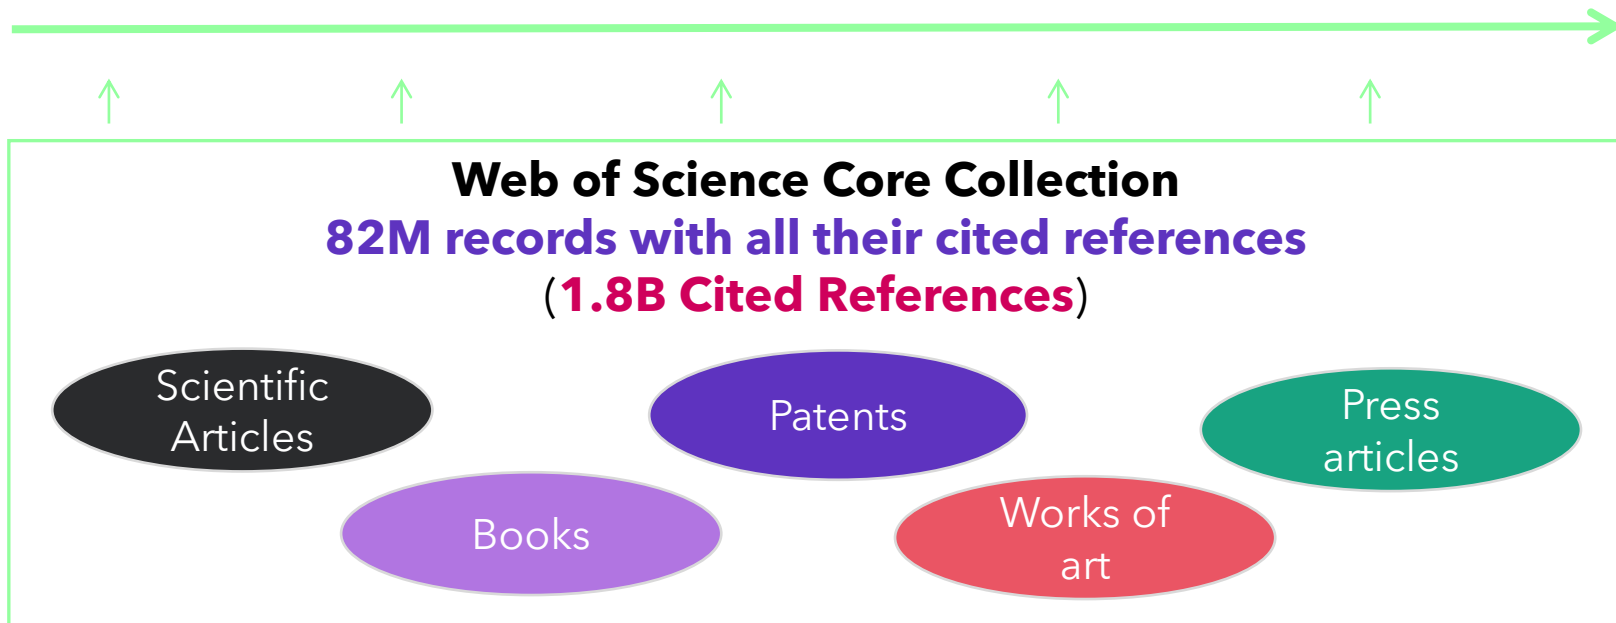 Web of Science Core Collection
82M records with all their cited references
(1.8B Cited References)
Scientific
Articles
Patents
Press
articles
Books
Works of
art